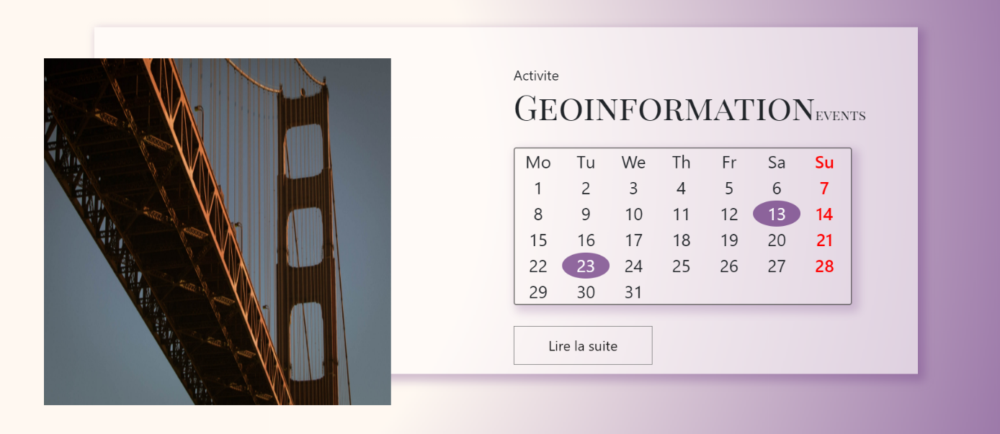 Activite
GEOINFORMATIONEVENTS
Mo Tu We Th Fr Sa Su
1 2 3 4 5 6 7
8 9 10 11 12 13 14
15 16 17 18 19 20 21
22 23 24 25 26 27 28
29 30 31
Lire la suite